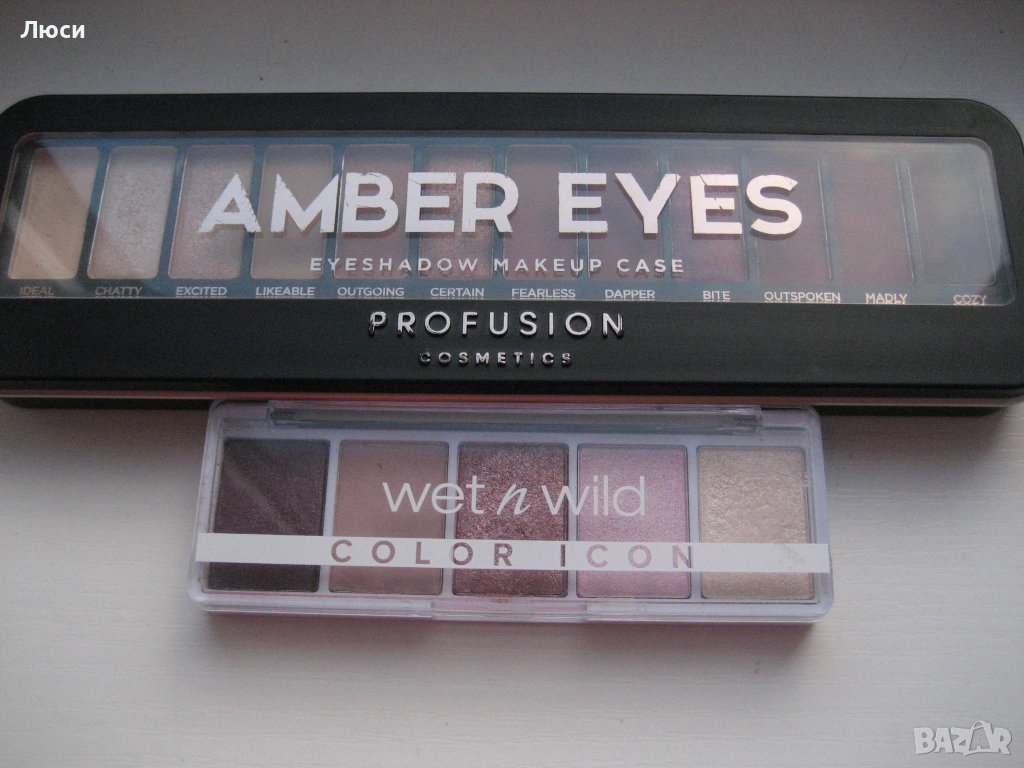 Люси
AMBER EYES
EYESHADOW MAKEUP CASE
IDEAL CHATTY EXCITED LIKEABLE OUTGOING CERTAIN FEARLESS DAPPER BITE OUTSPOKEN MADLY COZY
PROFUSION
COSMETICS
wet n wild
COLOR ICON
BAZAR